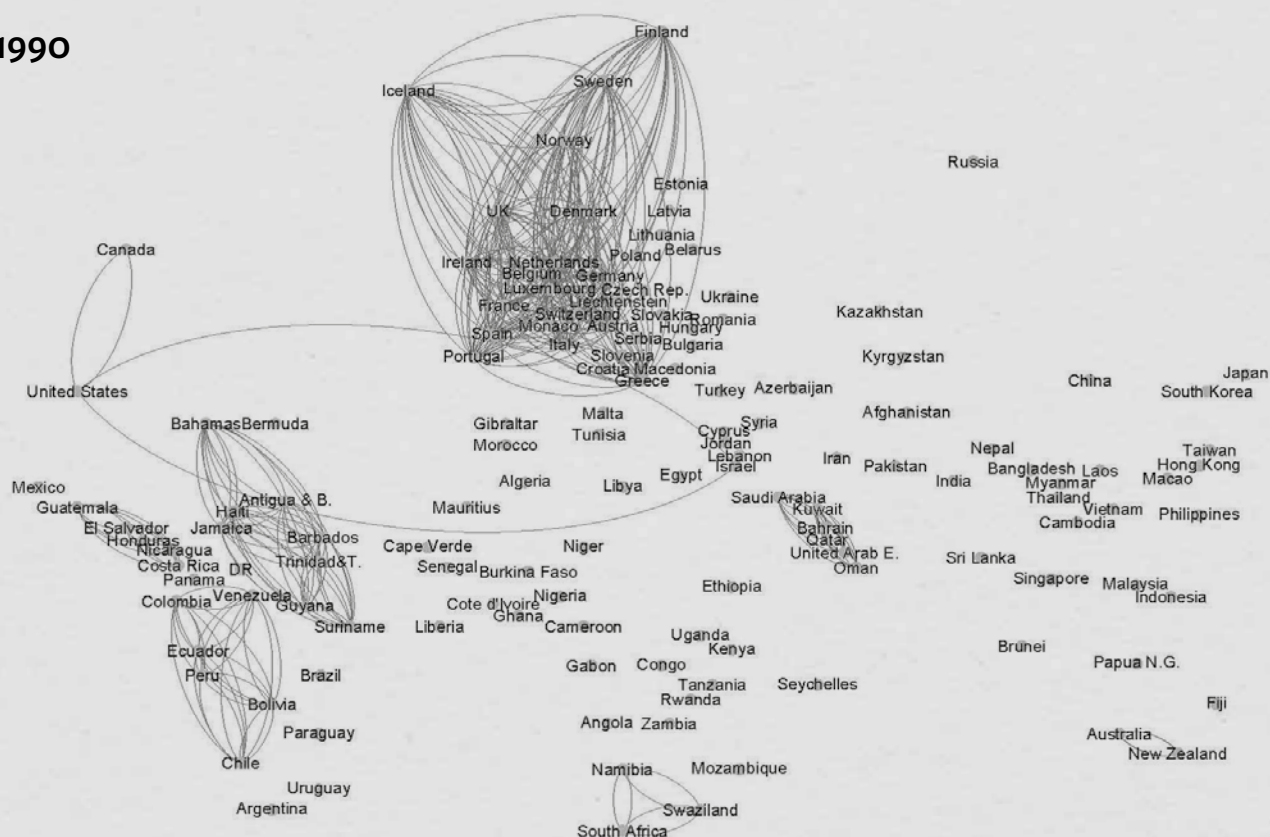 1990
Finland
Sweden
Iceland
Norway
Russia
Estonia
UK Denmark Latvia
Lithuania
Canada Ireland Netherlands Poland Belarus
Belgium Germany
Luxembourg Czech Rep.
France Liechtenstein Ukraine
Switzerland Slovakia Romania Kazakhstan
Spain Monaco Austria Hungary
Italy Serbia Bulgaria
Portugal Slovenia Kyrgyzstan
Croatia Macedonia
Greece China Japan
United States Turkey Azerbaijan South Korea
Bahamas Bermuda Gibraltar Malta Syria Afghanistan
Cyprus
Morocco Tunisia Jordan Nepal Taiwan
Lebanon Iran
Israel Pakistan Bangladesh Laos Hong Kong
Mexico Algeria Libya Egypt India Myanmar Macao
Guatemala Antigua & B. Mauritius Saudi Arabia Thailand
Haiti Kuwait Vietnam Philippines
El Salvador Jamaica Bahrain Cambodia
Honduras Barbados Qatar
Nicaragua Cape Verde Niger United Arab E.
Costa Rica DR Trinidad&T. Senegal Burkina Faso Oman Sri Lanka
Panama Ethiopia Singapore Malaysia
Colombia Venezuela Guyana Cote d'Ivoire Nigeria Indonesia
Ghana
Suriname Liberia Cameroon
Uganda
Ecuador Kenya Brunei
Peru Brazil Gabon Congo Papua N.G.
Tanzania Seychelles
Bolivia Rwanda Fiji
Paraguay Angola Zambia Australia
Chile New Zealand
Namibia Mozambique
Uruguay
Argentina Swaziland
South Africa